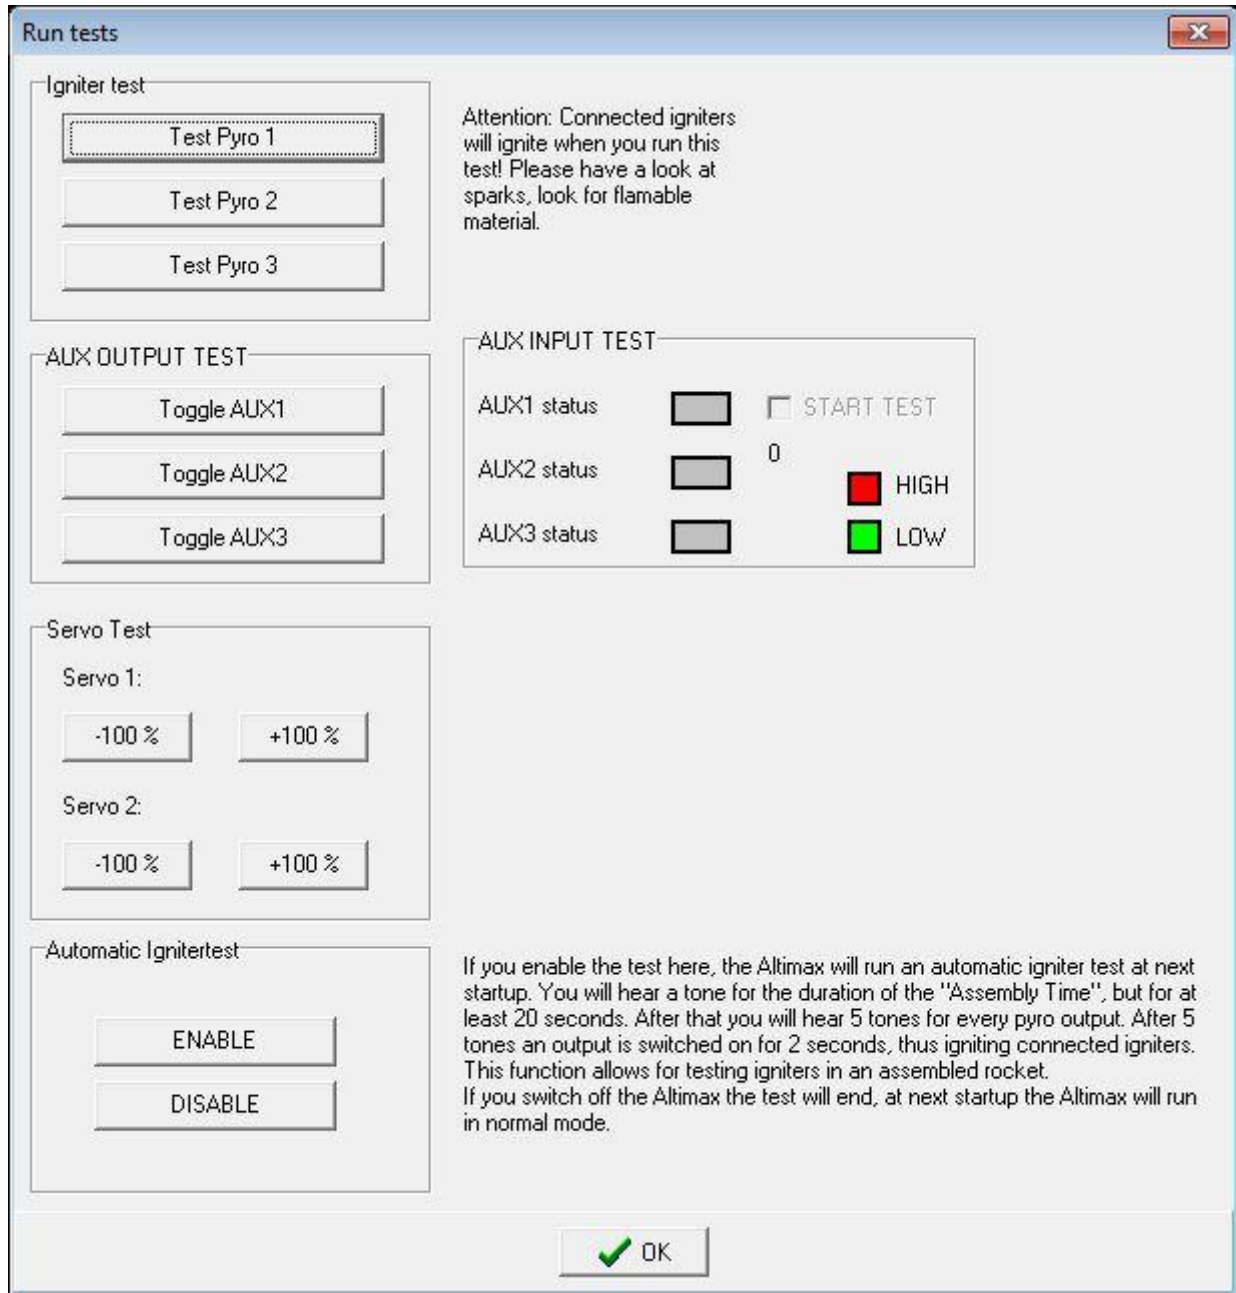 Run tests
Igniter test
Test Pyro 1
Test Pyro 2
Test Pyro 3
Attention: Connected igniters
will ignite when you run this
test! Please have a look at
sparks, look for flamable
material.
AUX OUTPUT TEST
Toggle AUX1
Toggle AUX2
Toggle AUX3
AUX INPUT TEST
AUX1 status
START TEST
0
AUX2 status
HIGH
AUX3 status
LOW
Servo Test
Servo 1:
-100 %
+100 %
Servo 2:
-100 %
+100 %
Automatic Ignitertest
ENABLE
DISABLE
If you enable the test here, the Altimax will run an automatic igniter test at next
startup. You will hear a tone for the duration of the "Assembly Time", but for at
least 20 seconds. After that you will hear 5 tones for every pyro output. After 5
tones an output is switched on for 2 seconds, thus igniting connected igniters.
This function allows for testing igniters in an assembled rocket.
If you switch off the Altimax the test will end, at next startup the Altimax will run
in normal mode.
OK